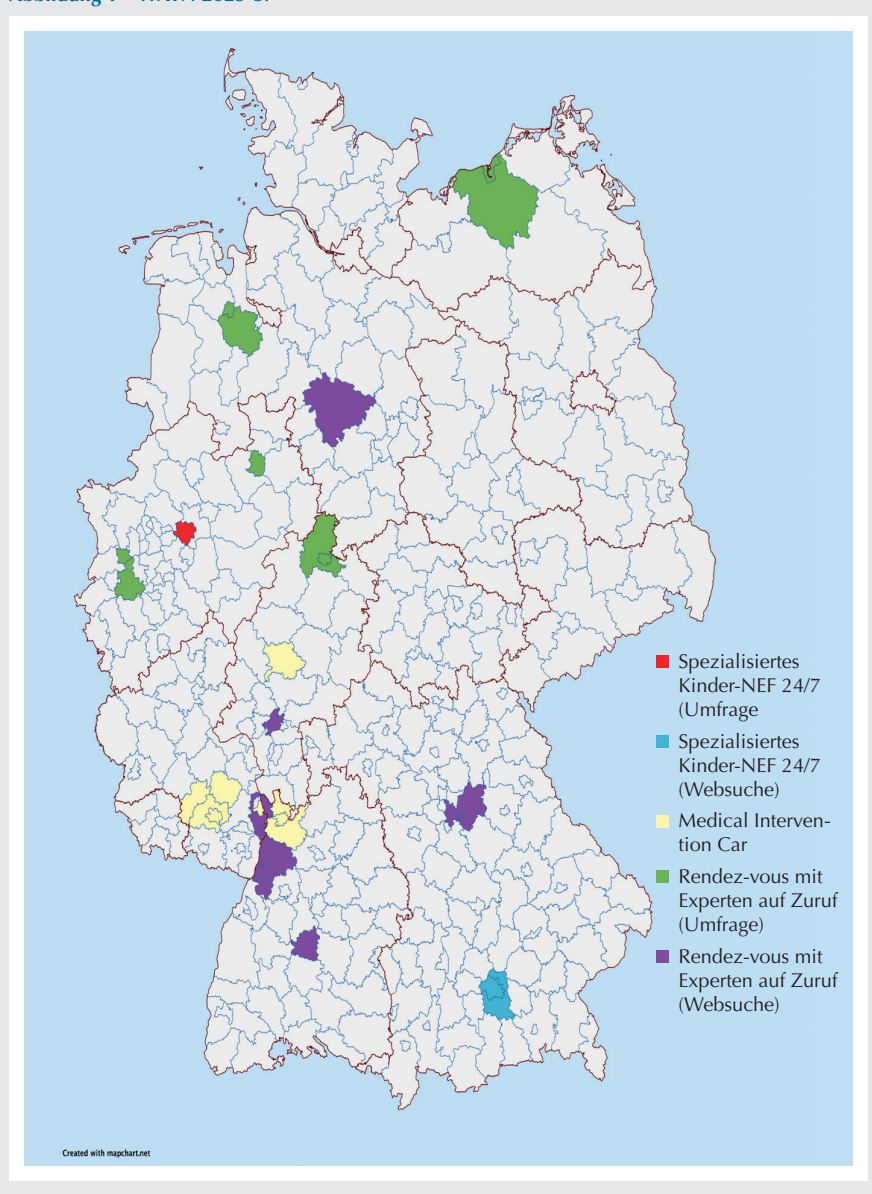 Spezialisiertes
Kinder-NEF 24/7
(Umfrage
Spezialisiertes
Kinder-NEF 24/7
(Websuche)
Medical Interven-
tion Car
Rendez-vous mit
Experten auf Zuruf
(Umfrage)
Rendez-vous mit
Experten auf Zuruf
(Websuche)
Created with mapchart.net